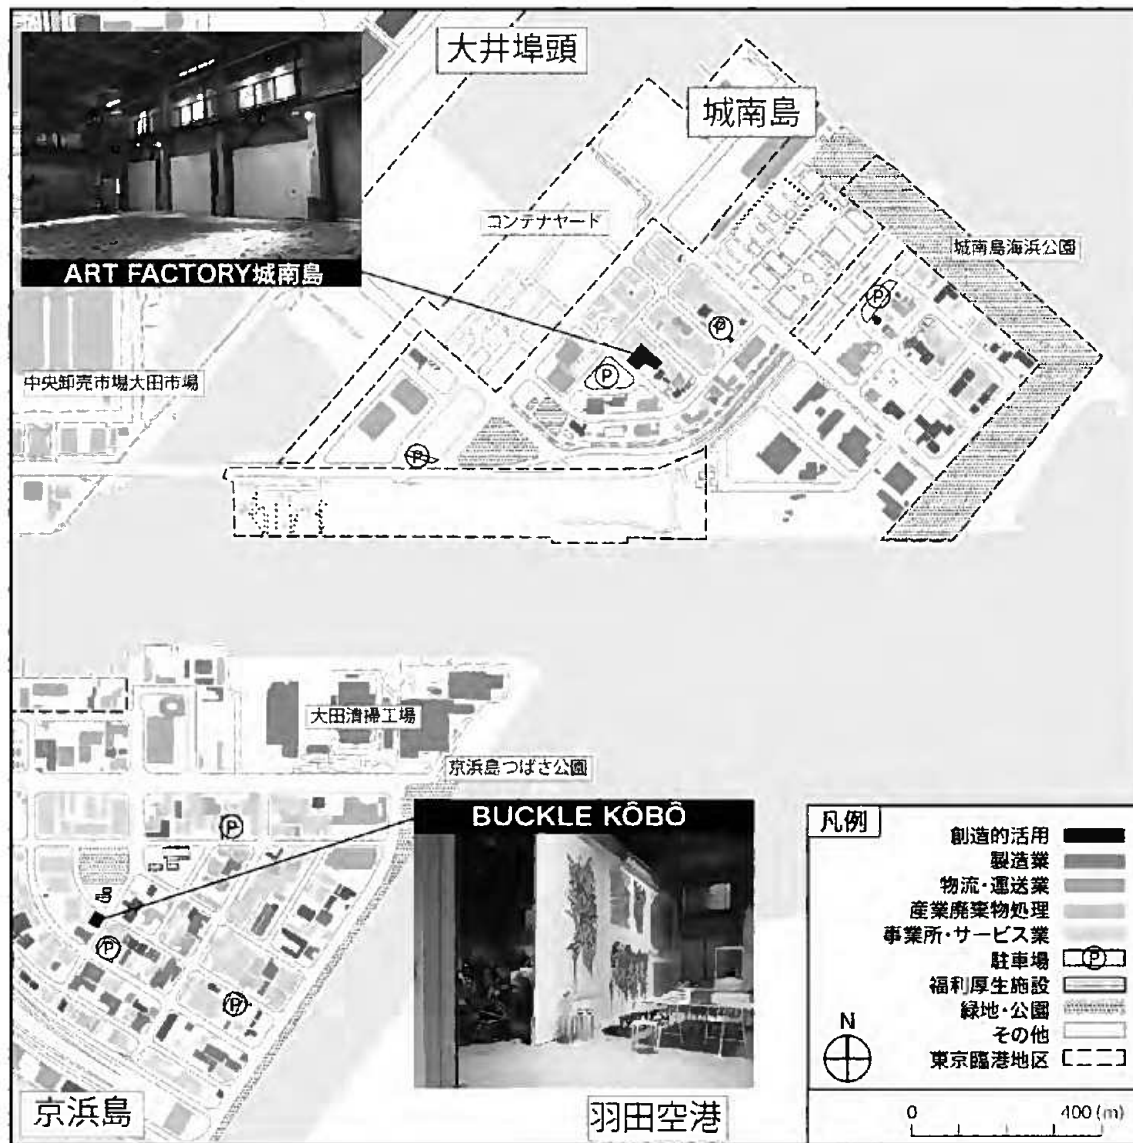 大井埠頭
城南島
コンテナヤード
城南島海浜公園
ART FACTORY城南島
中央卸売市場大田市場
P
P
P
P
大田清掃工場
京浜島つばさ公園
BUCKLE KÔBÔ
P
P
P
凡例
創造的活用
製造業
物流・運送業
産業廃棄物処理
事業所・サービス業
駐車場 P
福利厚生施設
緑地・公園
その他
東京臨港地区
N
0 400 (m)
京浜島
羽田空港